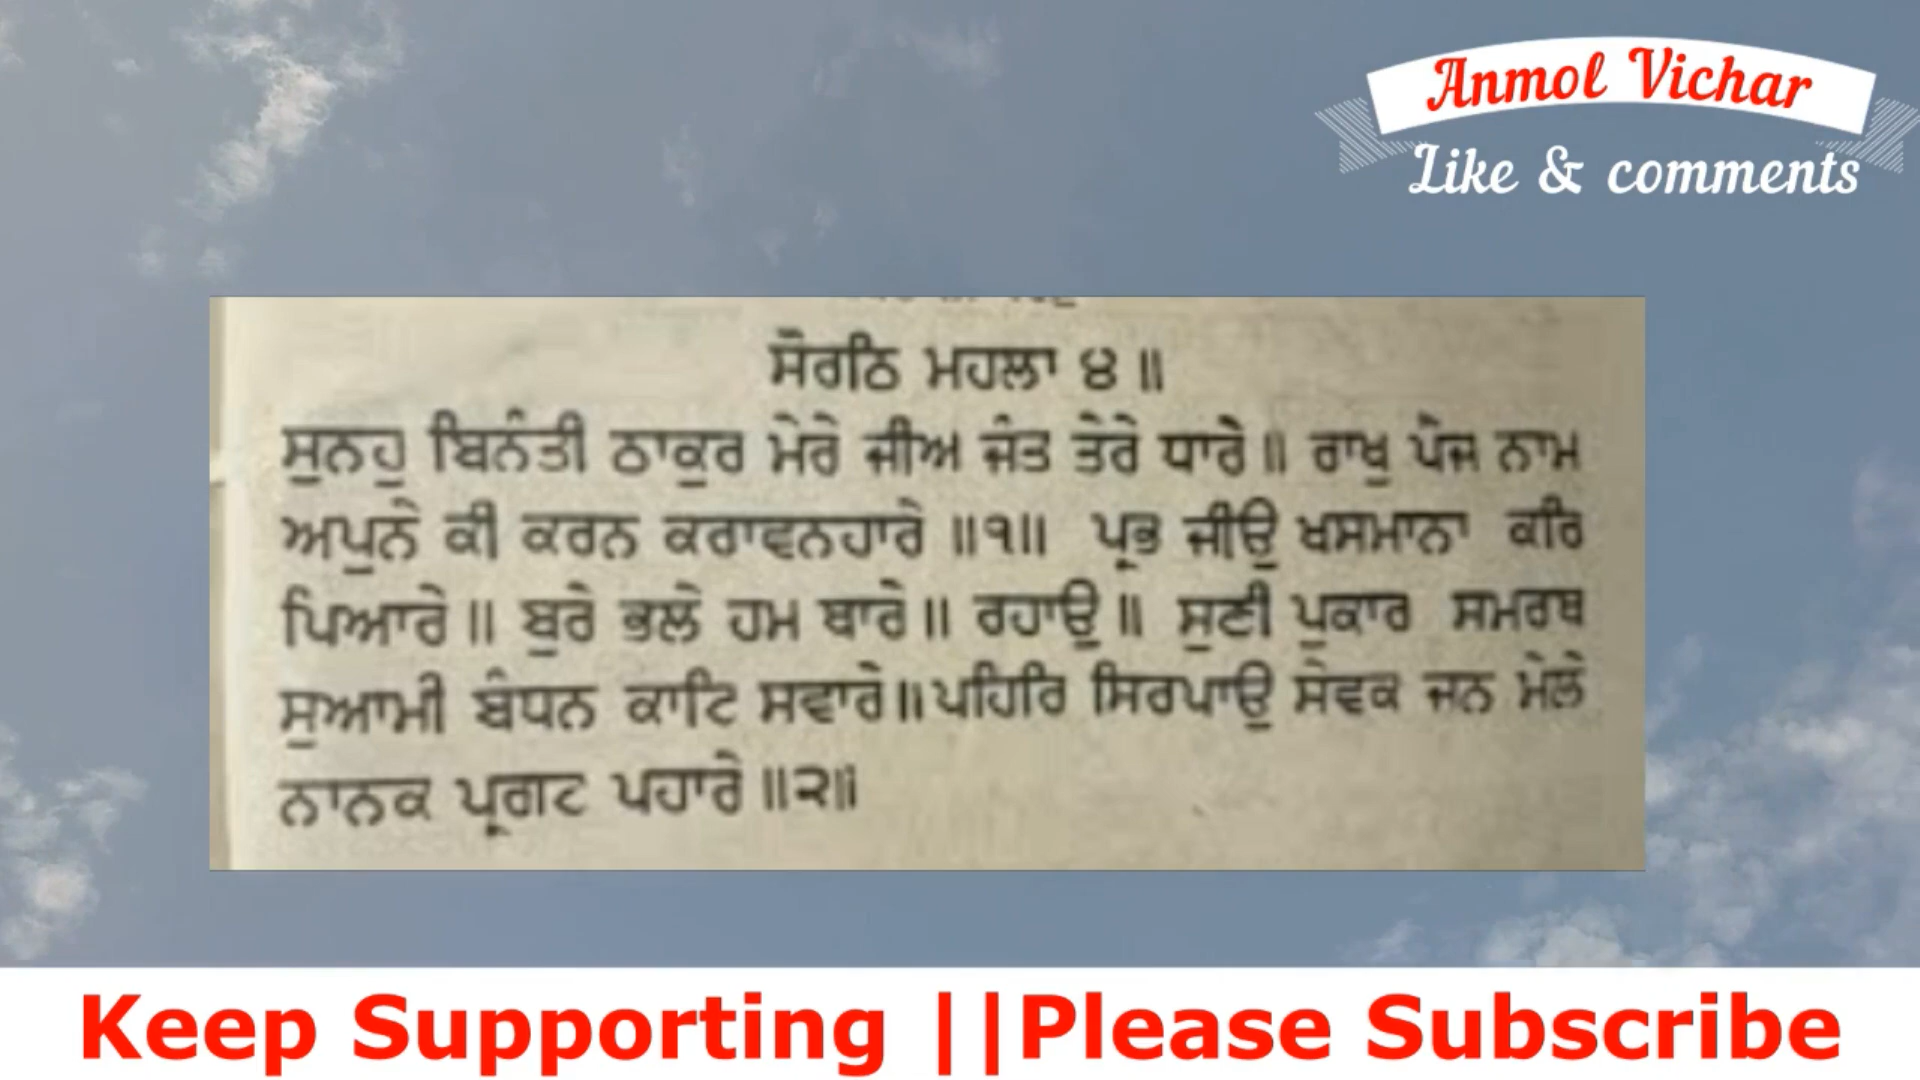 Anmol Vichar
Like & comments
ਸੋਰਠਿ ਮਹਲਾ ੪ ॥
ਸੁਨਹੁ ਬਿਨੰਤੀ ਠਾਕੁਰ ਮੇਰੇ ਜੀਅ ਜੰਤ ਤੇਰੇ ਧਾਰੇ ॥ ਰਾਖੁ ਪੈਜ ਨਾਮ
ਅਪੁਨੇ ਕੀ ਕਰਨ ਕਰਾਵਨਹਾਰੇ ॥੧॥ ਪ੍ਰਭ ਜੀਉ ਖਸਮਾਨਾ ਕਰਿ
ਪਿਆਰੇ ॥ ਬੁਰੇ ਭਲੇ ਹਮ ਥਾਰੇ ॥ ਰਹਾਉ ॥ ਸੁਣੀ ਪੁਕਾਰ ਸਮਰਥ
ਸੁਆਮੀ ਬੰਧਨ ਕਾਟਿ ਸਵਾਰੇ ॥ ਪਹਿਰਿ ਸਿਰਪਾਉ ਸੇਵਕ ਜਨ ਮੇਲੇ
ਨਾਨਕ ਪ੍ਰਗਟ ਪਹਾਰੇ ॥੨॥
Keep Supporting ||Please Subscribe